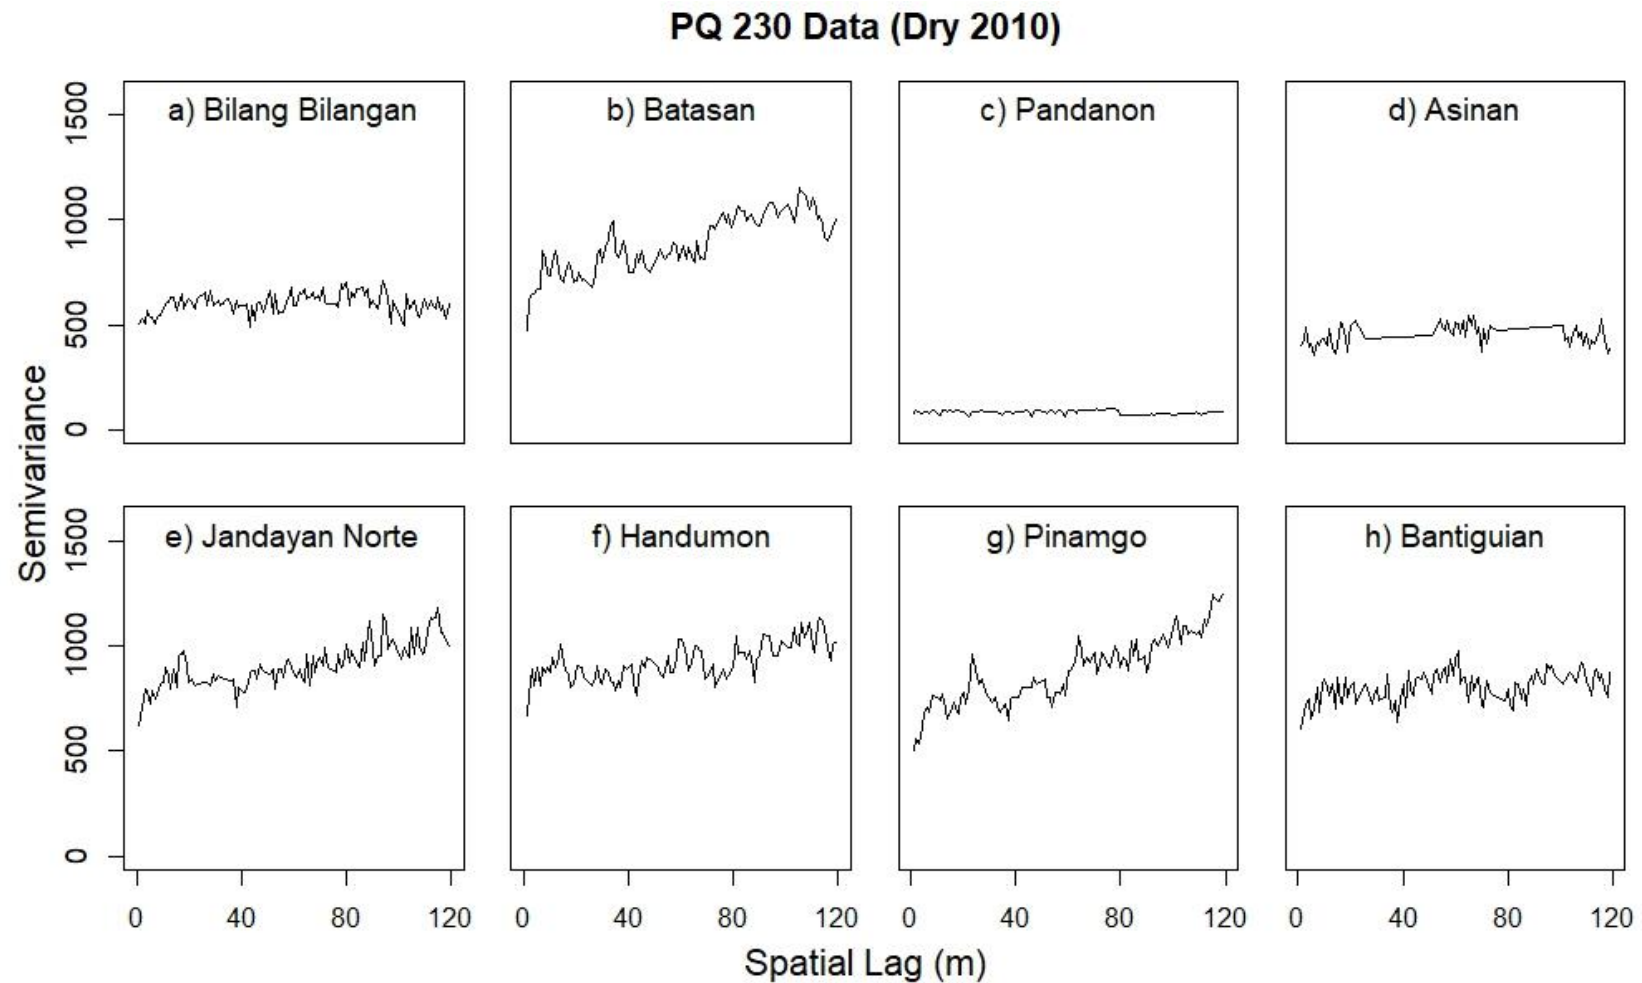 PQ 230 Data (Dry 2010)
a) Bilang Bilangan
b) Batasan
c) Pandanon
d) Asinan
1500
1000
500
0
Semivariance
e) Jandayan Norte
f) Handumon
g) Pinamgo
h) Bantiguian
1500
1000
500
0
0 40 80 120
0 40 80 120
0 40 80 120
0 40 80 120
Spatial Lag (m)